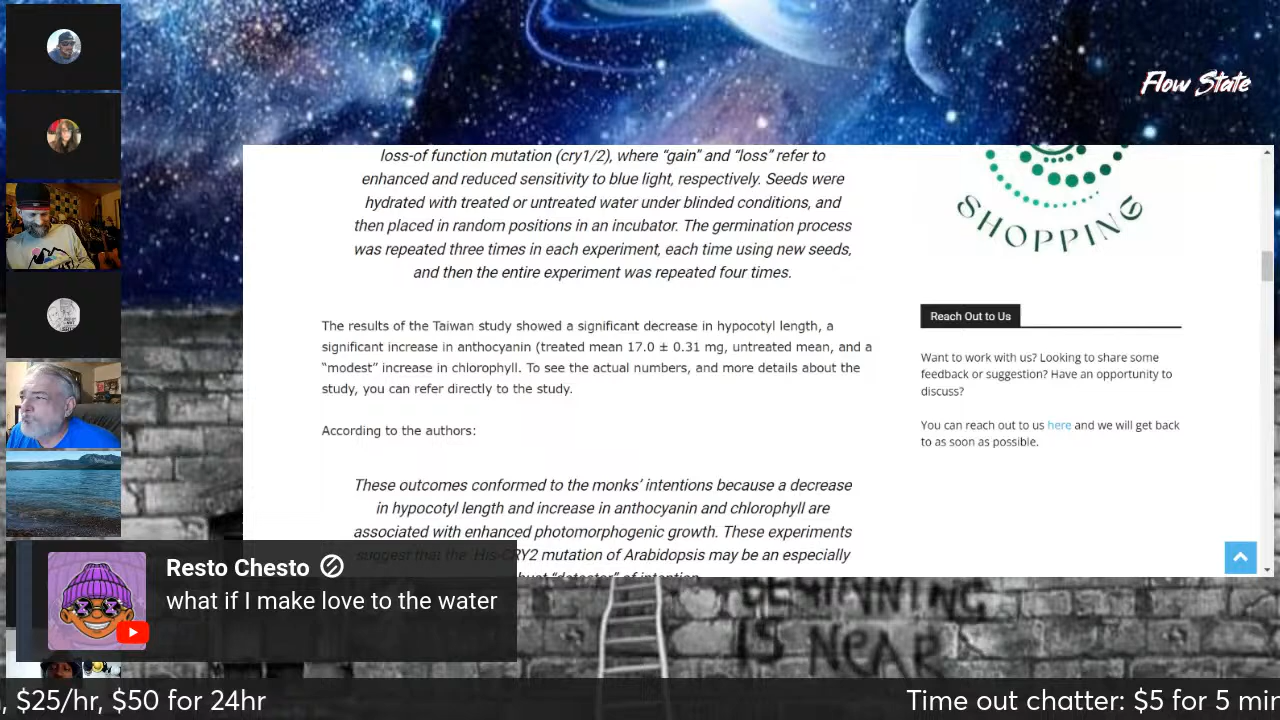 Flow State
loss-of function mutation (cry1/2), where “gain” and “loss” refer to
enhanced and reduced sensitivity to blue light, respectively. Seeds were
hydrated with treated or untreated water under blinded conditions, and
then placed in random positions in an incubator. The germination process
was repeated three times in each experiment, each time using new seeds,
and then the entire experiment was repeated four times.
The results of the Taiwan study showed a significant decrease in hypocotyl length, a
significant increase in anthocyanin (treated mean 17.0 ± 0.31 mg, untreated mean, and a
“modest” increase in chlorophyll. To see the actual numbers, and more details about the
study, you can refer directly to the study.
According to the authors:
These outcomes conformed to the monks’ intentions because a decrease
in hypocotyl length and increase in anthocyanin and chlorophyll are
associated with enhanced photomorphogenic growth. These experiments
suggest that the His-CRY2 mutation of Arabidopsis may be an especially
“detector” of intention.
SHOPPING
Reach Out to Us
Want to work with us? Looking to share some
feedback or suggestion? Have an opportunity to
discuss?
You can reach out to us here and we will get back
to as soon as possible.
Resto Chesto
what if I make love to the water
BEGINNING
IS NEAR
, $25/hr, $50 for 24hr
Time out chatter: $5 for 5 min